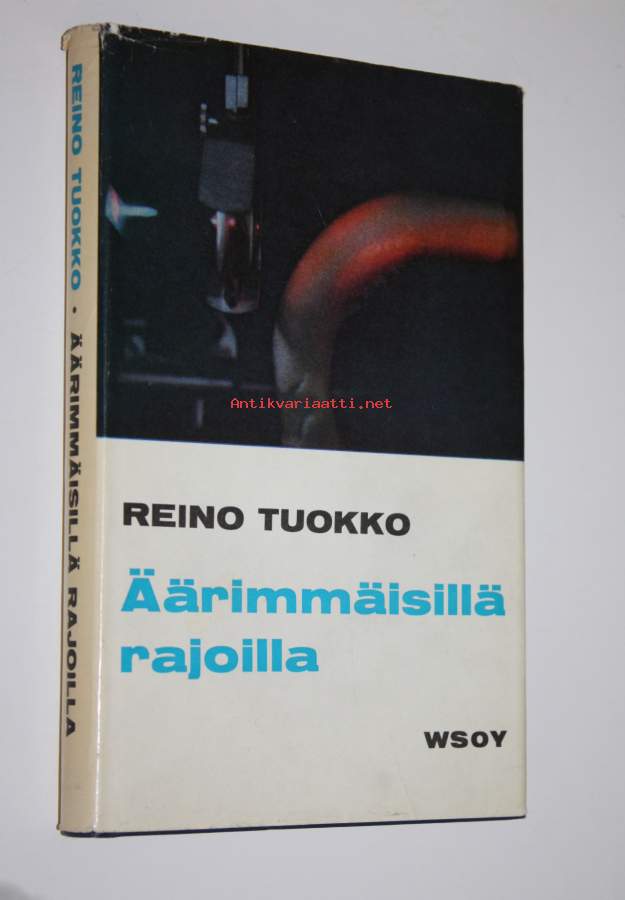 REINO TUOKKO • ÄÄRIMMÄISILLÄ RAJOILLA
Antikvariaatti.net
REINO TUOKKO
Äärimmäisillä
rajoilla
WSOY